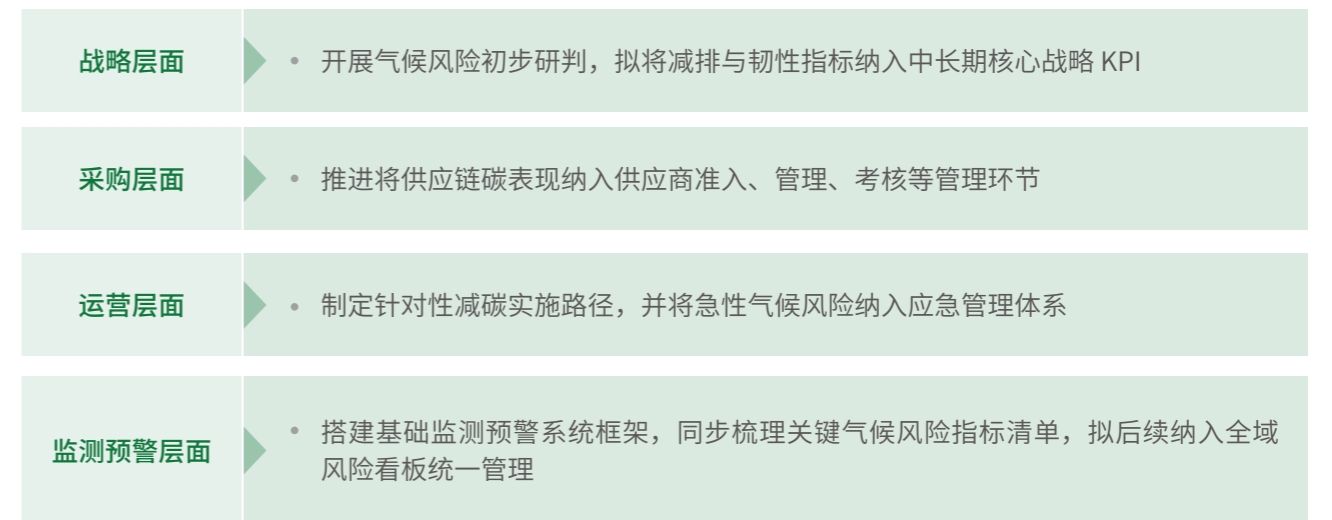 战略层面
• 开展气候风险初步研判，拟将减排与韧性指标纳入中长期核心战略 KPI
采购层面
• 推进将供应链碳表现纳入供应商准入、管理、考核等管理环节
运营层面
• 制定针对性减碳实施路径，并将急性气候风险纳入应急管理体系
监测预警层面
• 搭建基础监测预警系统框架，同步梳理关键气候风险指标清单，拟后续纳入全域
风险看板统一管理